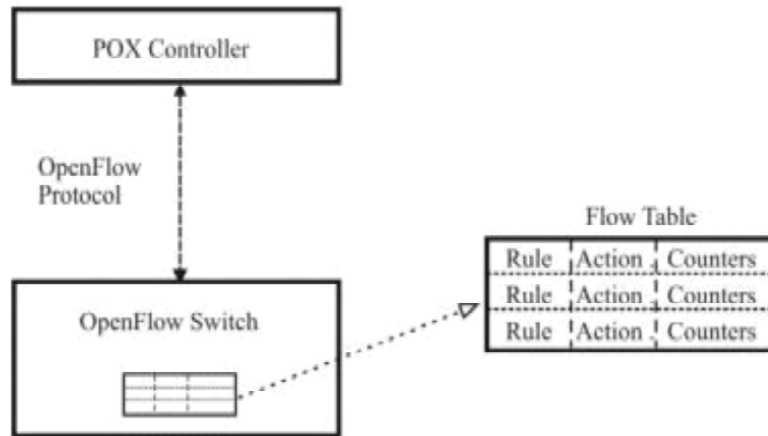 POX Controller
OpenFlow
Protocol
OpenFlow Switch
Flow Table
Rule Action Counters
Rule Action Counters
Rule Action Counters